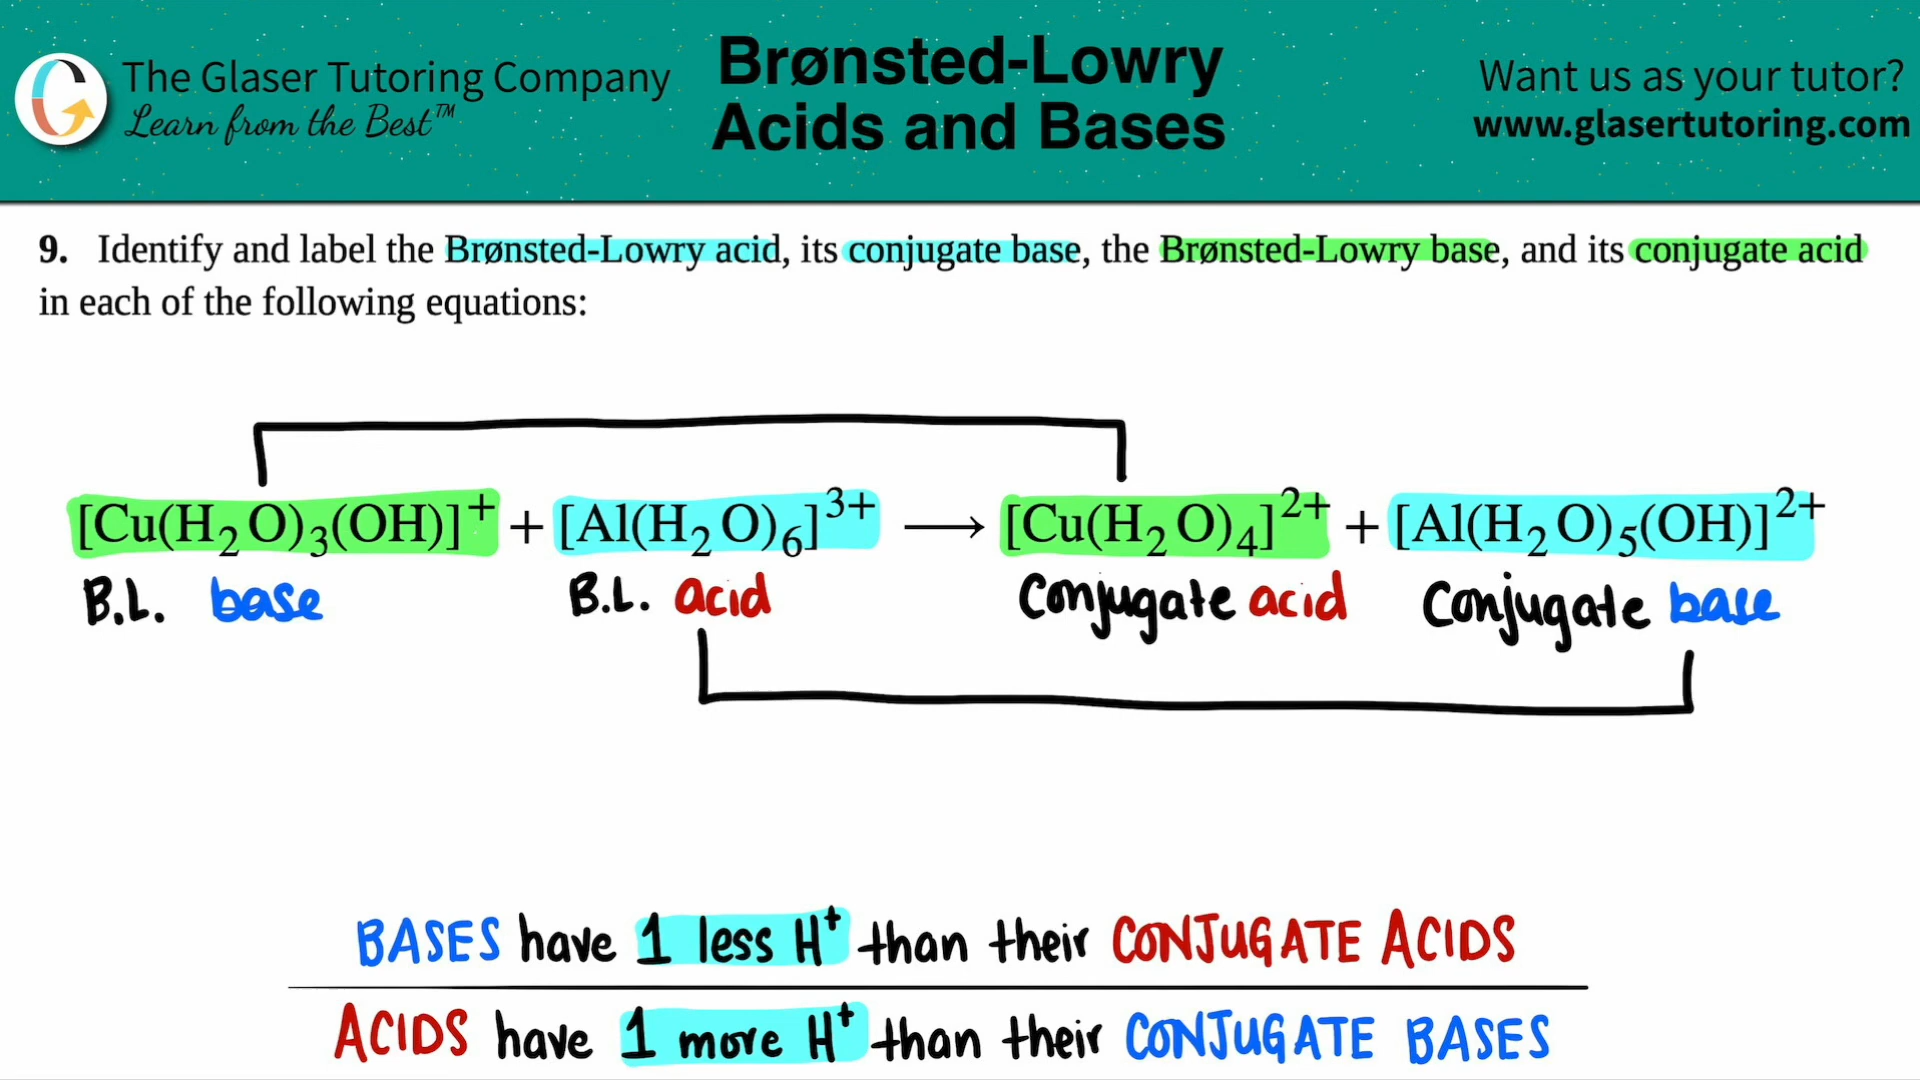 The Glaser Tutoring Company
Learn from the Best™
Brønsted-Lowry
Acids and Bases
Want us as your tutor?
www.glasertutoring.com
9. Identify and label the Brønsted-Lowry acid, its conjugate base, the Brønsted-Lowry base, and its conjugate acid
in each of the following equations:
[Cu(H₂O)₃(OH)]⁺ + [Al(H₂O)₆]³⁺ ⟶ [Cu(H₂O)₄]²⁺ + [Al(H₂O)₅(OH)]²⁺
B.L. base B.L. acid Conjugate acid Conjugate base
BASES have 1 less H⁺ than their CONJUGATE ACIDS
ACIDS have 1 more H⁺ than their CONJUGATE BASES